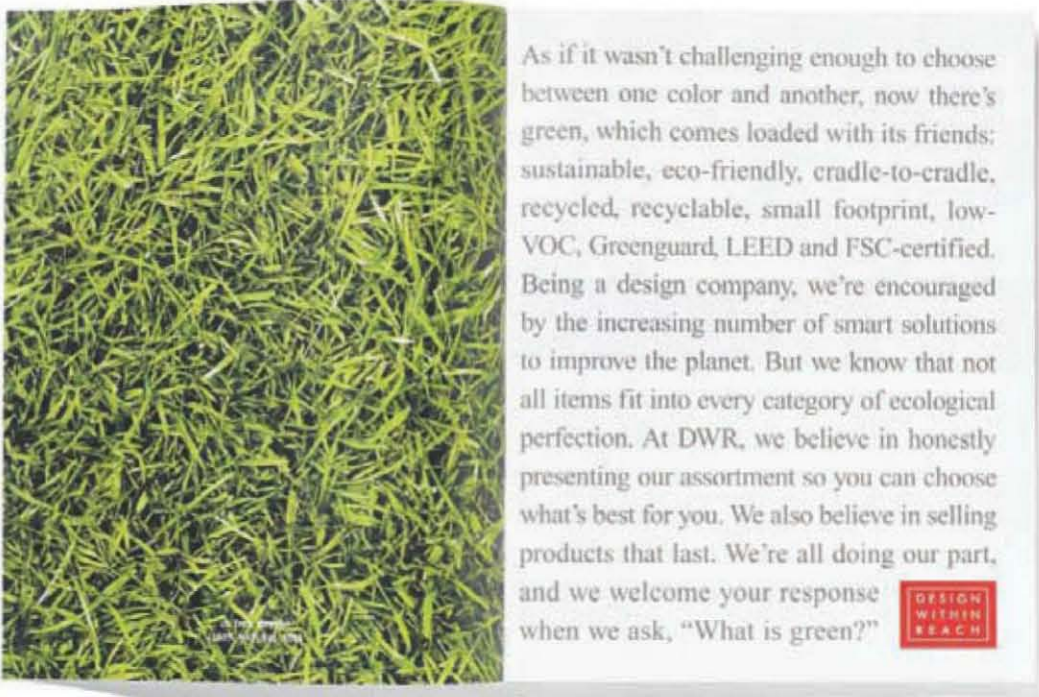 As if it wasn't challenging enough to choose
between one color and another, now there's
green, which comes loaded with its friends:
sustainable, eco-friendly, cradle-to-cradle,
recycled, recyclable, small footprint, low-
VOC, Greenguard, LEED and FSC-certified.
Being a design company, we're encouraged
by the increasing number of smart solutions
to improve the planet. But we know that not
all items fit into every category of ecological
perfection. At DWR, we believe in honestly
presenting our assortment so you can choose
what's best for you. We also believe in selling
products that last. We're all doing our part,
and we welcome your response
when we ask, “What is green?”
DESIGN
WITHIN
REACH